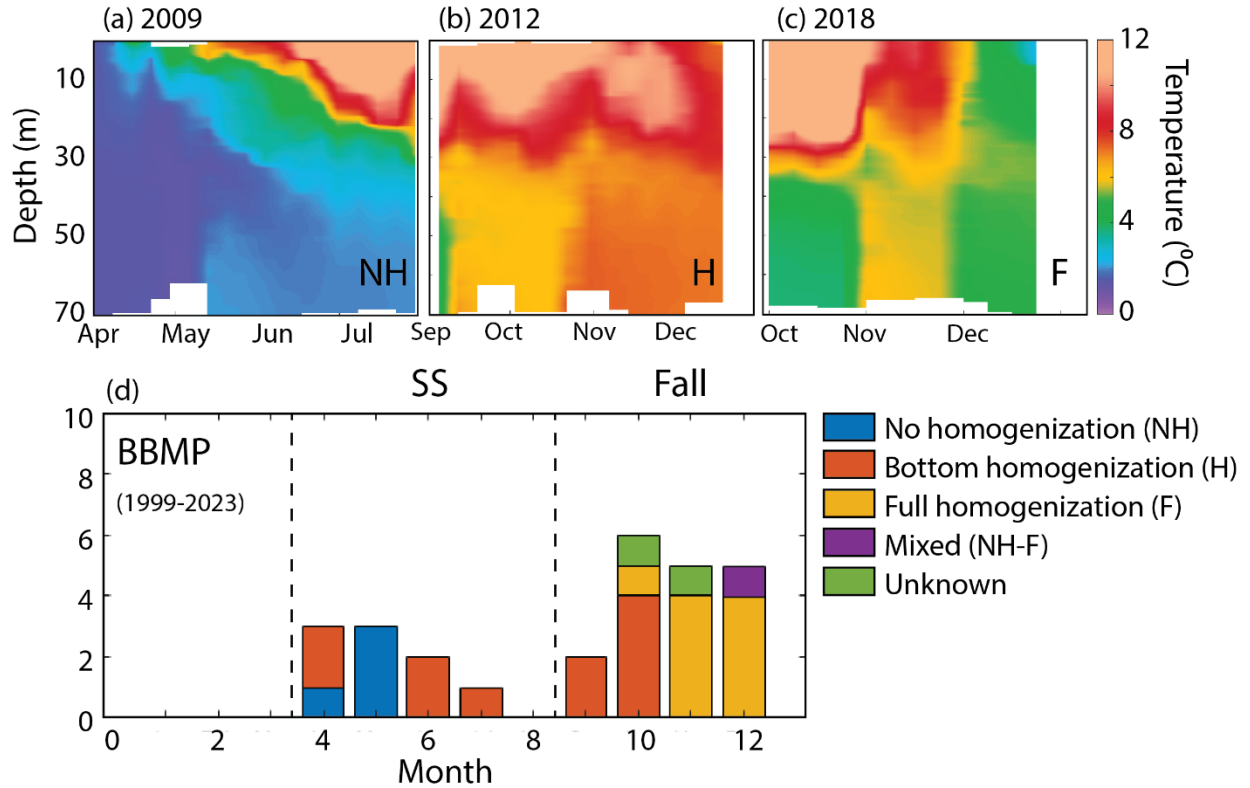 (a) 2009
(b) 2012
(c) 2018
Depth (m)
10
30
50
70
NH
H
F
Apr
May
Jun
Jul
Sep
Oct
Nov
Dec
Oct
Nov
Dec
12
8
4
0
Temperature (⁰C)
(d)
SS
Fall
10
8
6
4
2
0
BBMP
(1999-2023)
0
2
4
6
8
10
12
Month
No homogenization (NH)
Bottom homogenization (H)
Full homogenization (F)
Mixed (NH-F)
Unknown